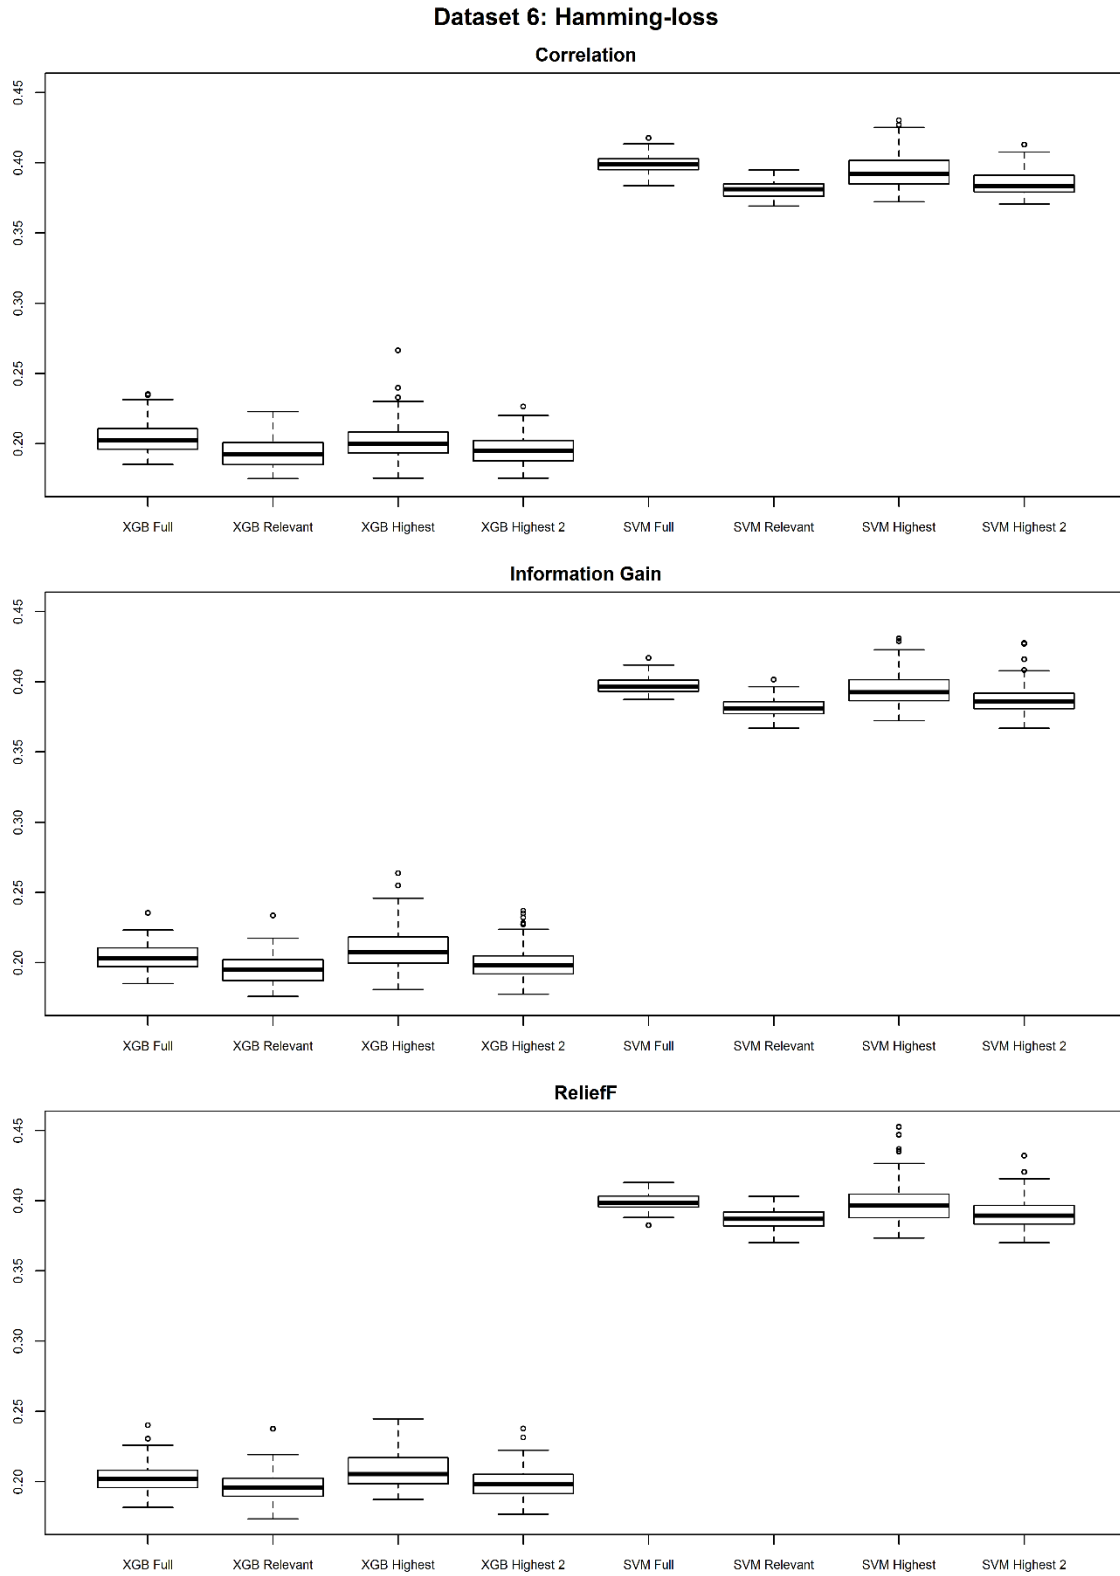 Dataset 6: Hamming-loss
Correlation
0.45
0.40
0.35
0.30
0.25
0.20
XGB Full XGB Relevant XGB Highest XGB Highest 2 SVM Full SVM Relevant SVM Highest SVM Highest 2
Information Gain
0.45
0.40
0.35
0.30
0.25
0.20
XGB Full XGB Relevant XGB Highest XGB Highest 2 SVM Full SVM Relevant SVM Highest SVM Highest 2
ReliefF
0.45
0.40
0.35
0.30
0.25
0.20
XGB Full XGB Relevant XGB Highest XGB Highest 2 SVM Full SVM Relevant SVM Highest SVM Highest 2